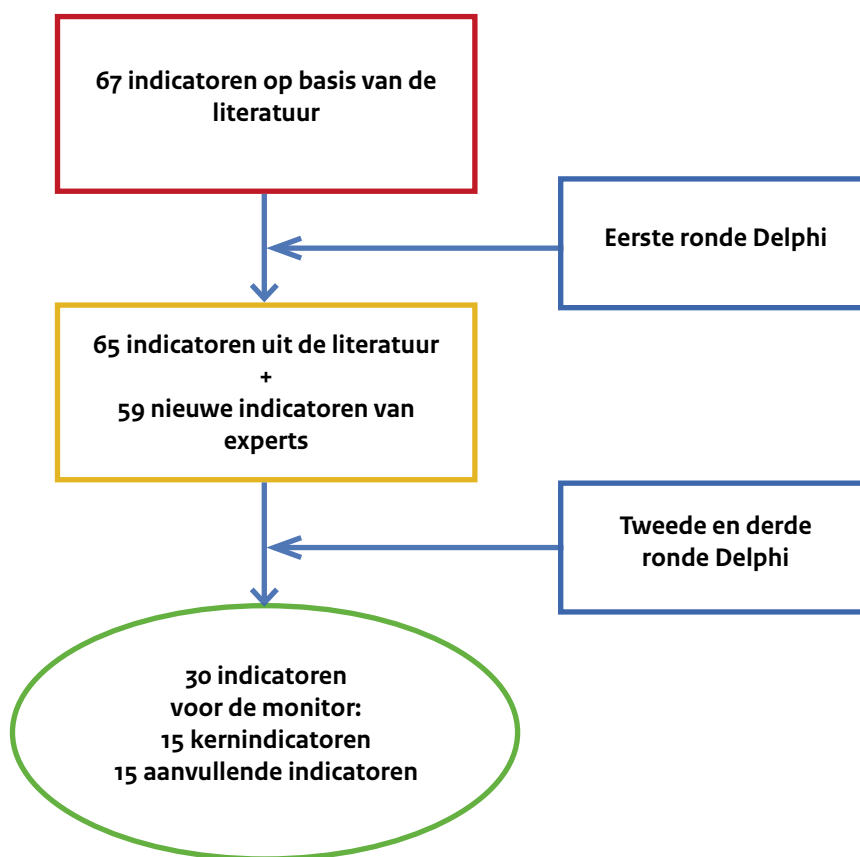 67 indicatoren op basis van de
literatuur
Eerste ronde Delphi
65 indicatoren uit de literatuur
+
59 nieuwe indicatoren van
experts
Tweede en derde
ronde Delphi
30 indicatoren
voor de monitor:
15 kernindicatoren
15 aanvullende indicatoren